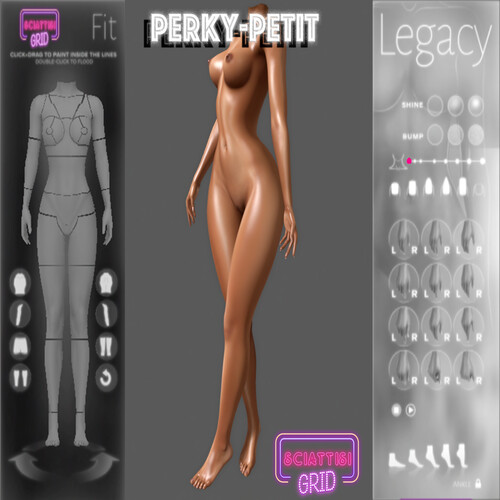 SCIATTISI
GRID
Fit
CLICK+DRAG TO PAINT INSIDE THE LINES
DOUBLE CLICK TO FLOOD
PERKY-PETIT
Legacy
SHINE
BUMP
L R L R L R
L R L R L R
L R L R L R
L R L R L R
SCIATTISI
GRID